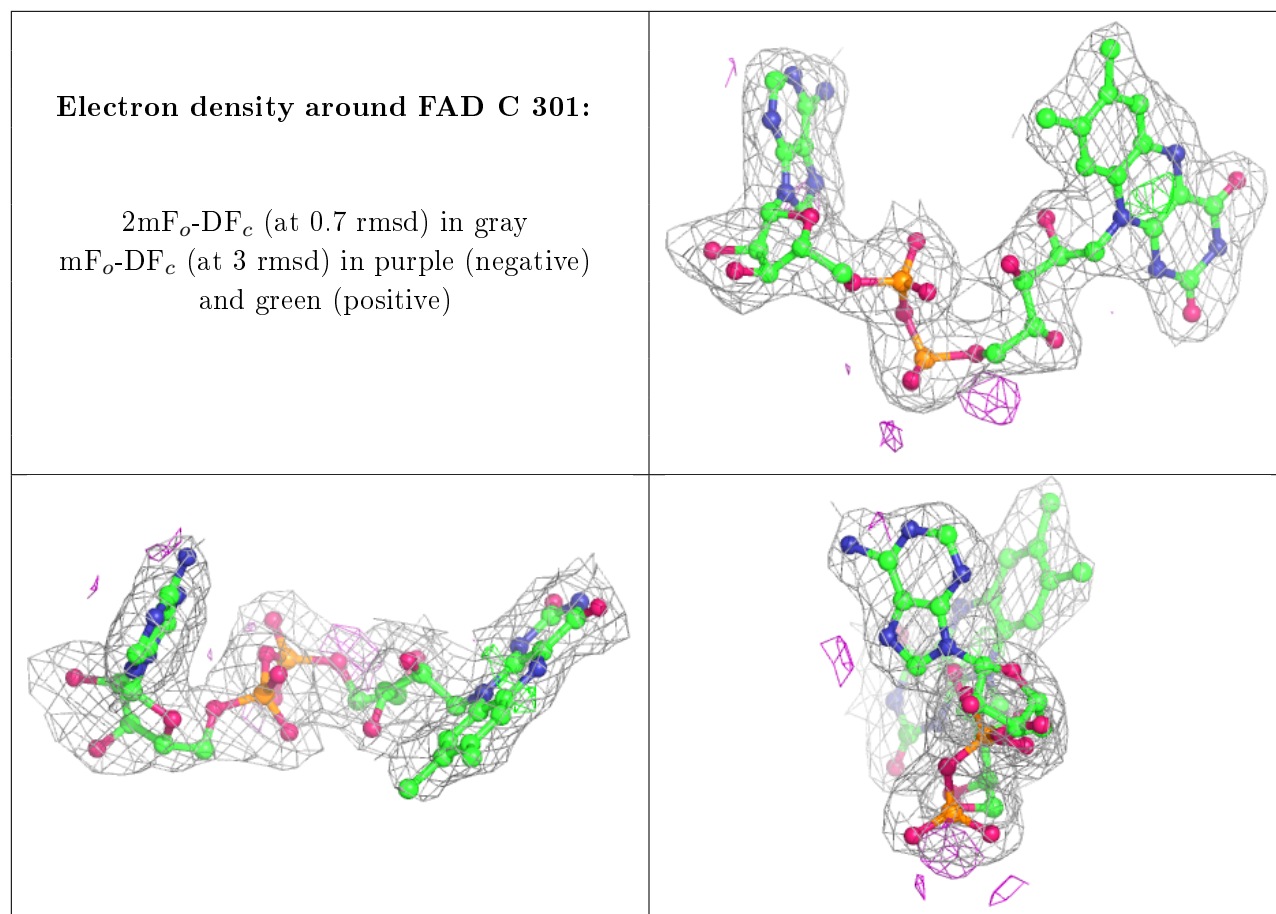 Electron density around FAD C 301:
2mFo-DFc (at 0.7 rmsd) in gray
mFo-DFc (at 3 rmsd) in purple (negative)
and green (positive)